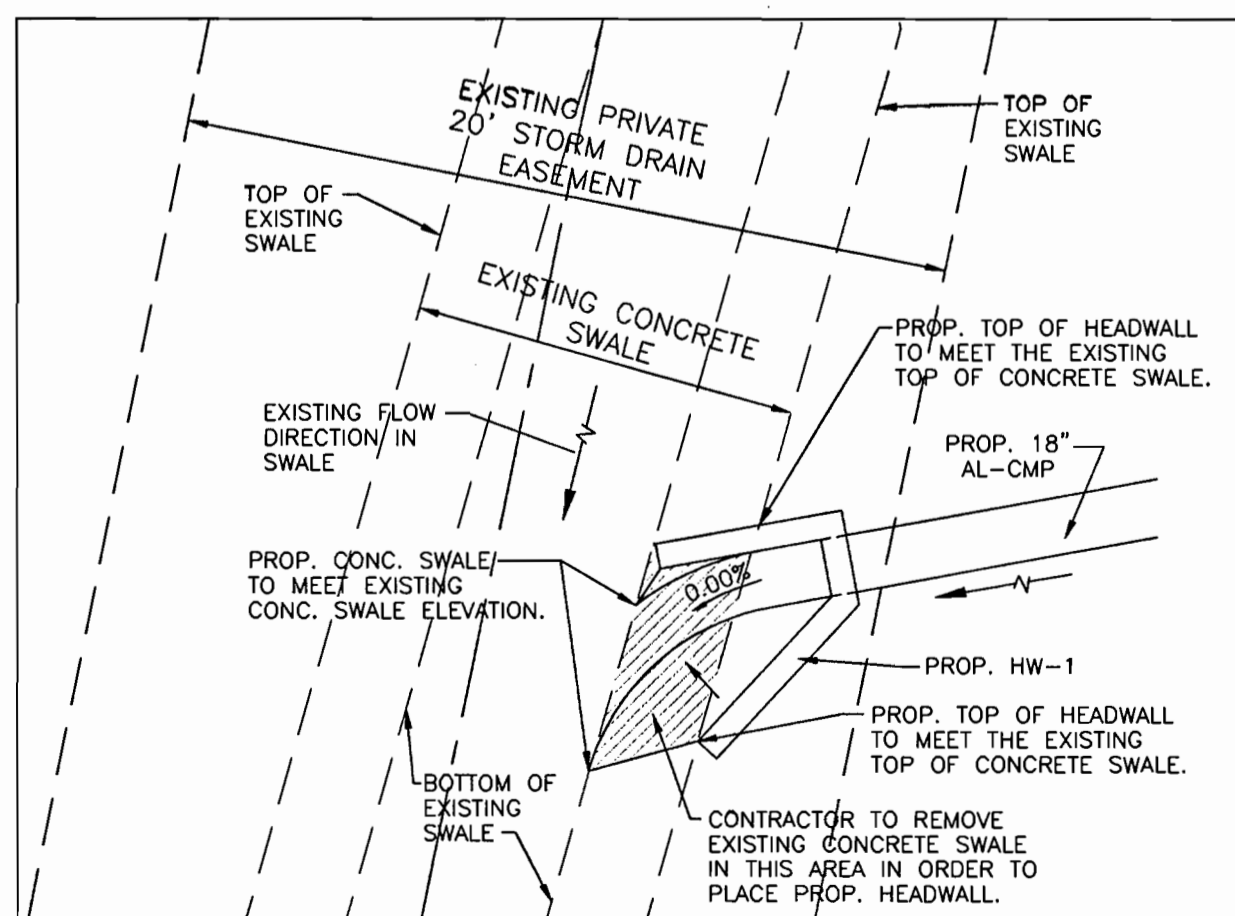 EXISTING PRIVATE
20' STORM DRAIN
EASEMENT
TOP OF
EXISTING
SWALE
TOP OF
EXISTING
SWALE
EXISTING CONCRETE
SWALE
PROP. TOP OF HEADWALL
TO MEET THE EXISTING
TOP OF CONCRETE SWALE.
EXISTING FLOW
DIRECTION IN
SWALE
PROP. 18"
AL-CMP
PROP. CONC. SWALE
TO MEET EXISTING
CONC. SWALE ELEVATION.
0.00%
PROP. HW-1
PROP. TOP OF HEADWALL
TO MEET THE EXISTING
TOP OF CONCRETE SWALE.
BOTTOM OF
EXISTING
SWALE
CONTRACTOR TO REMOVE
EXISTING CONCRETE SWALE
IN THIS AREA IN ORDER TO
PLACE PROP. HEADWALL.